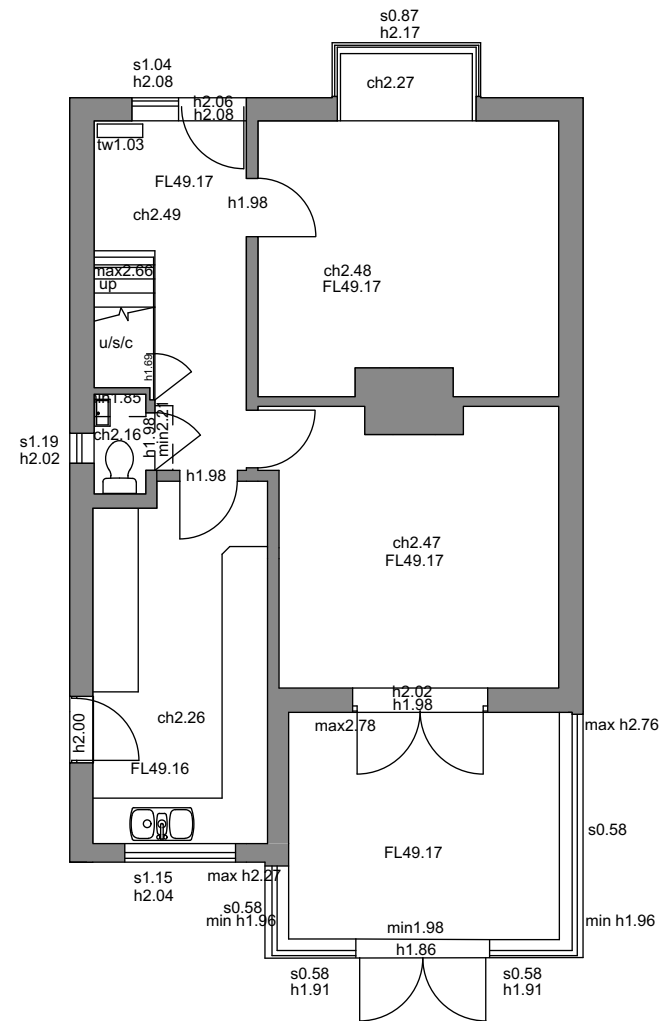 s0.87
h2.17
s1.04
h2.08
ch2.27
h2.06
h2.08
tw1.03
FL49.17
h1.98
ch2.49
max2.66
up
ch2.48
FL49.17
u/s/c
h1.69
min1.85
ch2.16
h1.98
min2.21
s1.19
h2.02
h1.98
ch2.47
FL49.17
h2.02
h1.98
ch2.26
h2.00
max2.78
max h2.76
FL49.16
s0.58
FL49.17
s1.15
h2.04
max h2.27
s0.58
min h1.96
min1.98
min h1.96
h1.86
s0.58
h1.91
s0.58
h1.91